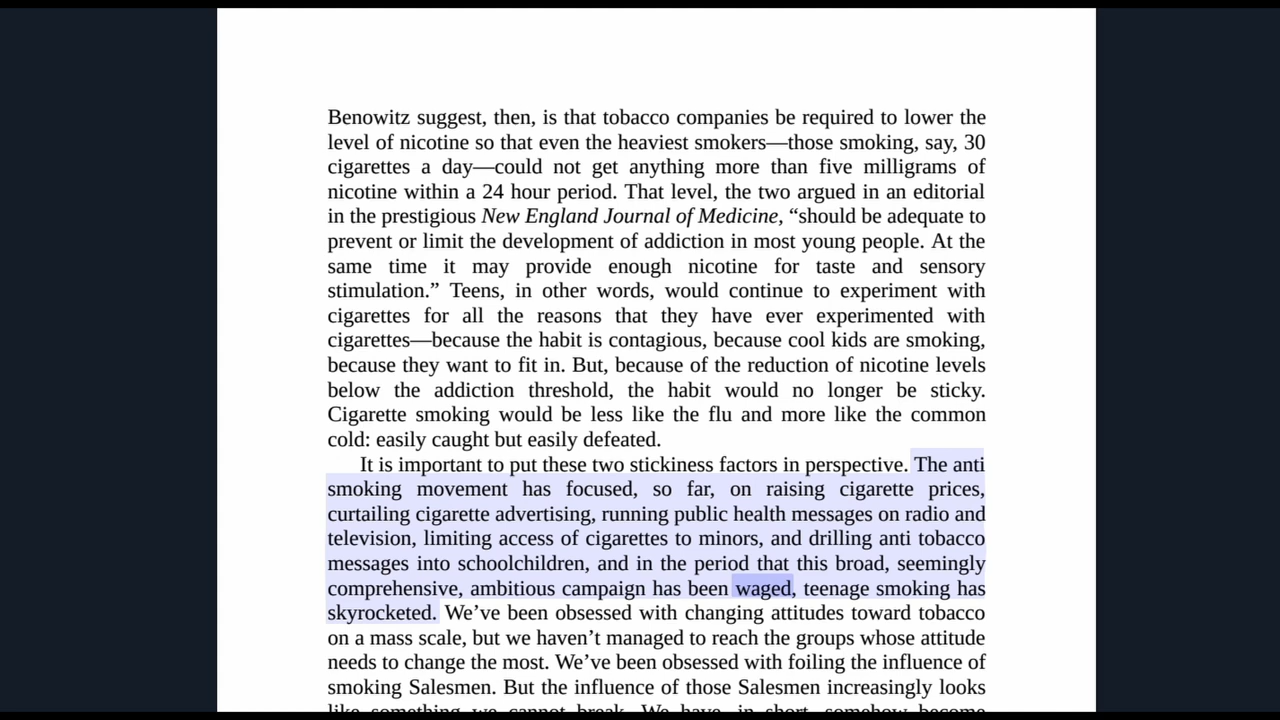 Benowitz suggest, then, is that tobacco companies be required to lower the
level of nicotine so that even the heaviest smokers—those smoking, say, 30
cigarettes a day—could not get anything more than five milligrams of
nicotine within a 24 hour period. That level, the two argued in an editorial
in the prestigious New England Journal of Medicine, “should be adequate to
prevent or limit the development of addiction in most young people. At the
same time it may provide enough nicotine for taste and sensory
stimulation.” Teens, in other words, would continue to experiment with
cigarettes for all the reasons that they have ever experimented with
cigarettes—because the habit is contagious, because cool kids are smoking,
because they want to fit in. But, because of the reduction of nicotine levels
below the addiction threshold, the habit would no longer be sticky.
Cigarette smoking would be less like the flu and more like the common
cold: easily caught but easily defeated.
It is important to put these two stickiness factors in perspective. The anti
smoking movement has focused, so far, on raising cigarette prices,
curtailing cigarette advertising, running public health messages on radio and
television, limiting access of cigarettes to minors, and drilling anti tobacco
messages into schoolchildren, and in the period that this broad, seemingly
comprehensive, ambitious campaign has been waged, teenage smoking has
skyrocketed. We’ve been obsessed with changing attitudes toward tobacco
on a mass scale, but we haven’t managed to reach the groups whose attitude
needs to change the most. We’ve been obsessed with foiling the influence of
smoking Salesmen. But the influence of those Salesmen increasingly looks
like something we cannot break. We have, in short, somehow become